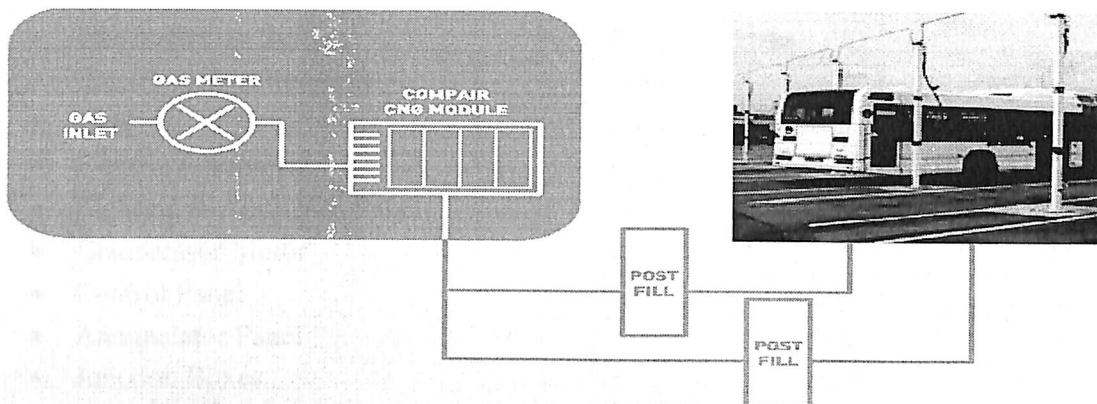 GAS METER
GAS
INLET
COMPAIR
CNG MODULE
POST
FILL
POST
FILL
Control Panel